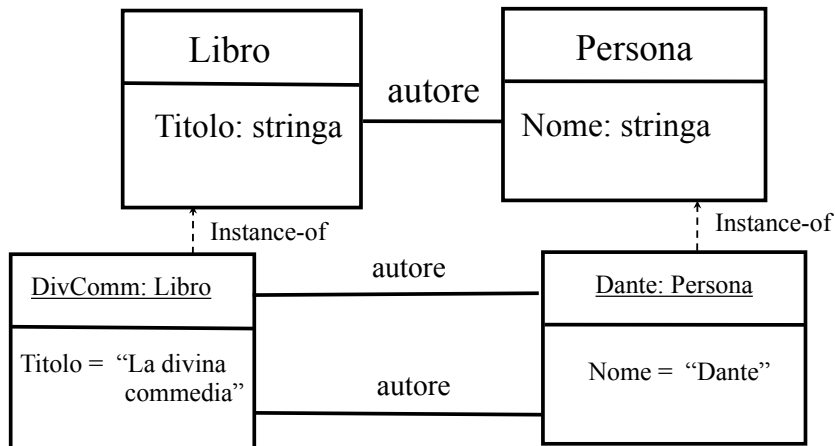 Libro
Persona
autore
Titolo: stringa
Nome: stringa
Instance-of
Instance-of
DivComm: Libro
autore
Dante: Persona
Titolo = “La divina
commedia”
autore
Nome = “Dante”